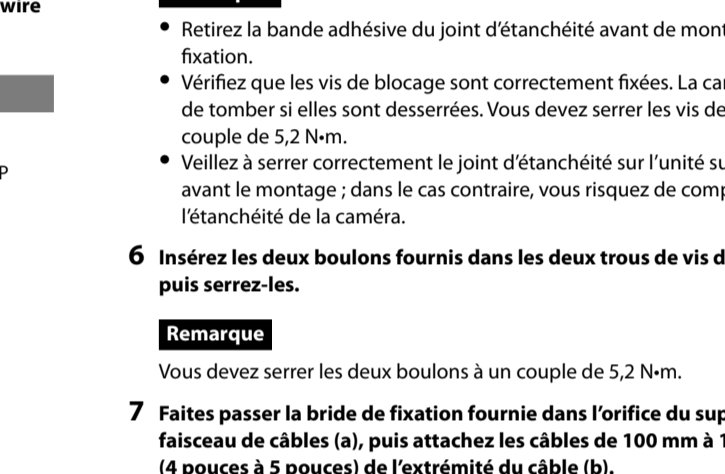 wire
• Retirez la bande adhésive du joint d'étanchéité avant de
fixation.
• Vérifiez que les vis de blocage sont correctement fixées. La
de tomber si elles sont desserrées. Vous devez serrer les vis
couple de 5,2 N•m.
P
• Veillez à serrer correctement le joint d'étanchéité sur l'unité
avant le montage ; dans le cas contraire, vous risquez de
l'étanchéité de la caméra.
6 Insérez les deux boulons fournis dans les deux trous de vis
puis serrez-les.
Remarque
Vous devez serrer les deux boulons à un couple de 5,2 N•m.
7 Faites passer la bride de fixation fournie dans l'orifice du
faisceau de câbles (a), puis attachez les câbles de 100 mm à
(4 pouces à 5 pouces) de l'extrémité du câble (b).